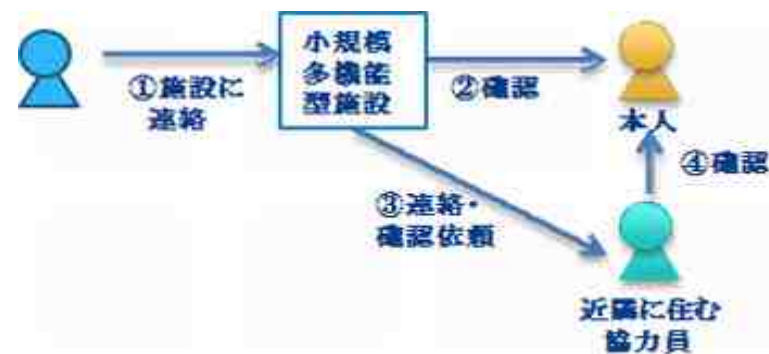 ①施設に
連絡
小規模
多機能
型施設
②確認
本人
③連絡・
確認依頼
④確認
近隣に住む
協力員